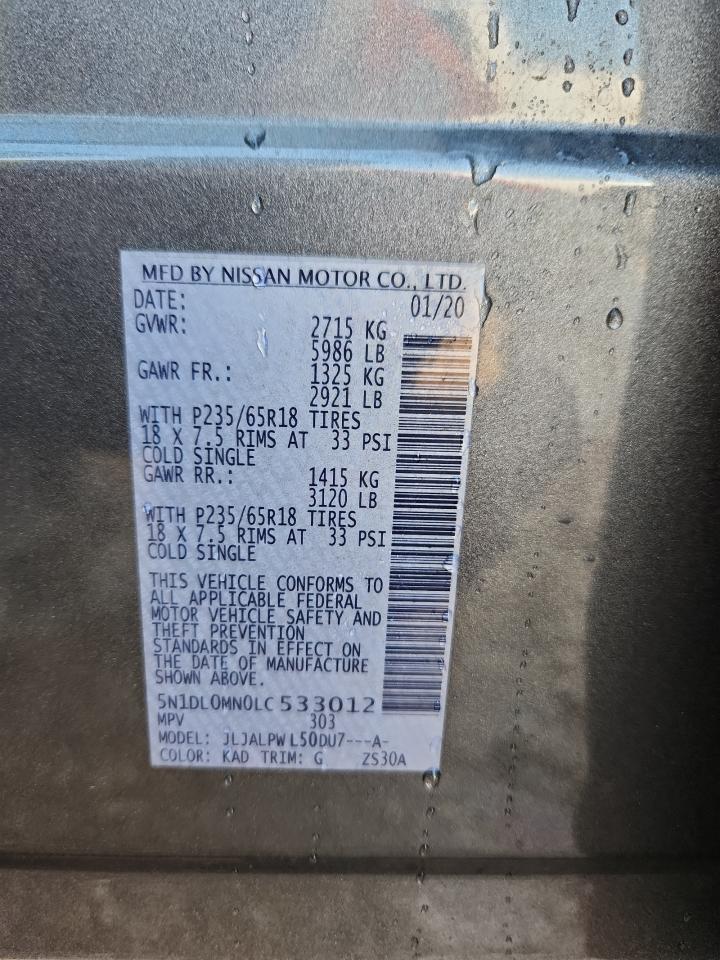 MFD BY NISSAN MOTOR CO., LTD.
DATE: 01/20
GVWR: 2715 KG
5986 LB
GAWR FR.: 1325 KG
2921 LB
WITH P235/65R18 TIRES
18 X 7.5 RIMS AT 33 PSI
COLD SINGLE
GAWR RR.: 1415 KG
3120 LB
WITH P235/65R18 TIRES
18 X 7.5 RIMS AT 33 PSI
COLD SINGLE
THIS VEHICLE CONFORMS TO
ALL APPLICABLE FEDERAL
MOTOR VEHICLE SAFETY AND
THEFT PREVENTION
STANDARDS IN EFFECT ON
THE DATE OF MANUFACTURE
SHOWN ABOVE.
5N1DL0MN0LC533012
MPV 303
MODEL: JLJALPWL50DU7---A-
COLOR: KAD TRIM: G ZS30A